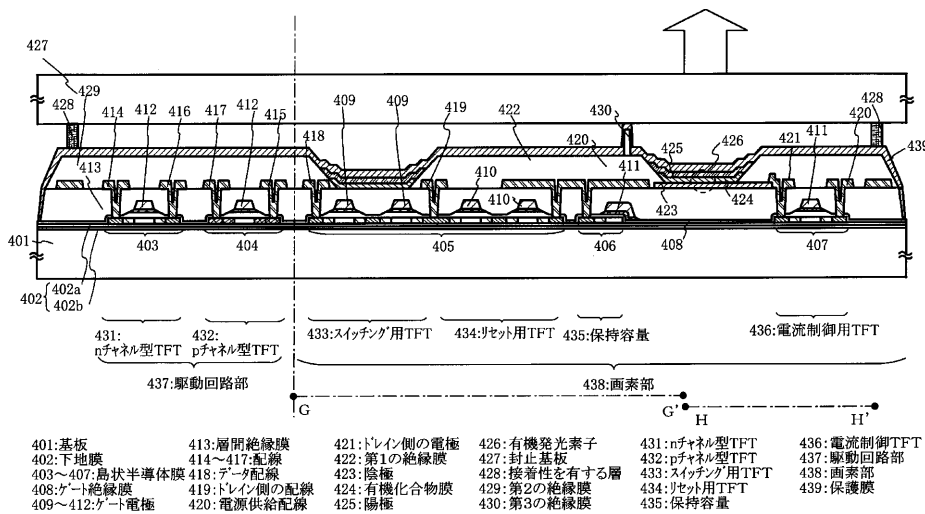 427
429
428 414 412 416 417 412 415 418 409 409 419 422 430 420 426 425 421 411 420 428
413
411
439
410
410
423
424
401
403
404
405
406
408
407
402
402a
402b
431:
nチャネル型TFT
432:
pチャネル型TFT
433:スイッチング用TFT
434:リセット用TFT
435:保持容量
436:電流制御用TFT
437:駆動回路部
438:画素部
G
G'
H
H'
401:基板
402:下地膜
403～407:島状半導体膜
408:ゲート絶縁膜
409～412:ゲート電極
413:層間絶縁膜
414～417:配線
418:データ配線
419:ドレイン側の配線
420:電源供給配線
421:ドレイン側の電極
422:第1の絶縁膜
423:陰極
424:有機化合物膜
425:陽極
426:有機発光素子
427:封止基板
428:接着性を有する層
429:第2の絶縁膜
430:第3の絶縁膜
431:nチャネル型TFT
432:pチャネル型TFT
433:スイッチング用TFT
434:リセット用TFT
435:保持容量
436:電流制御TFT
437:駆動回路部
438:画素部
439:保護膜